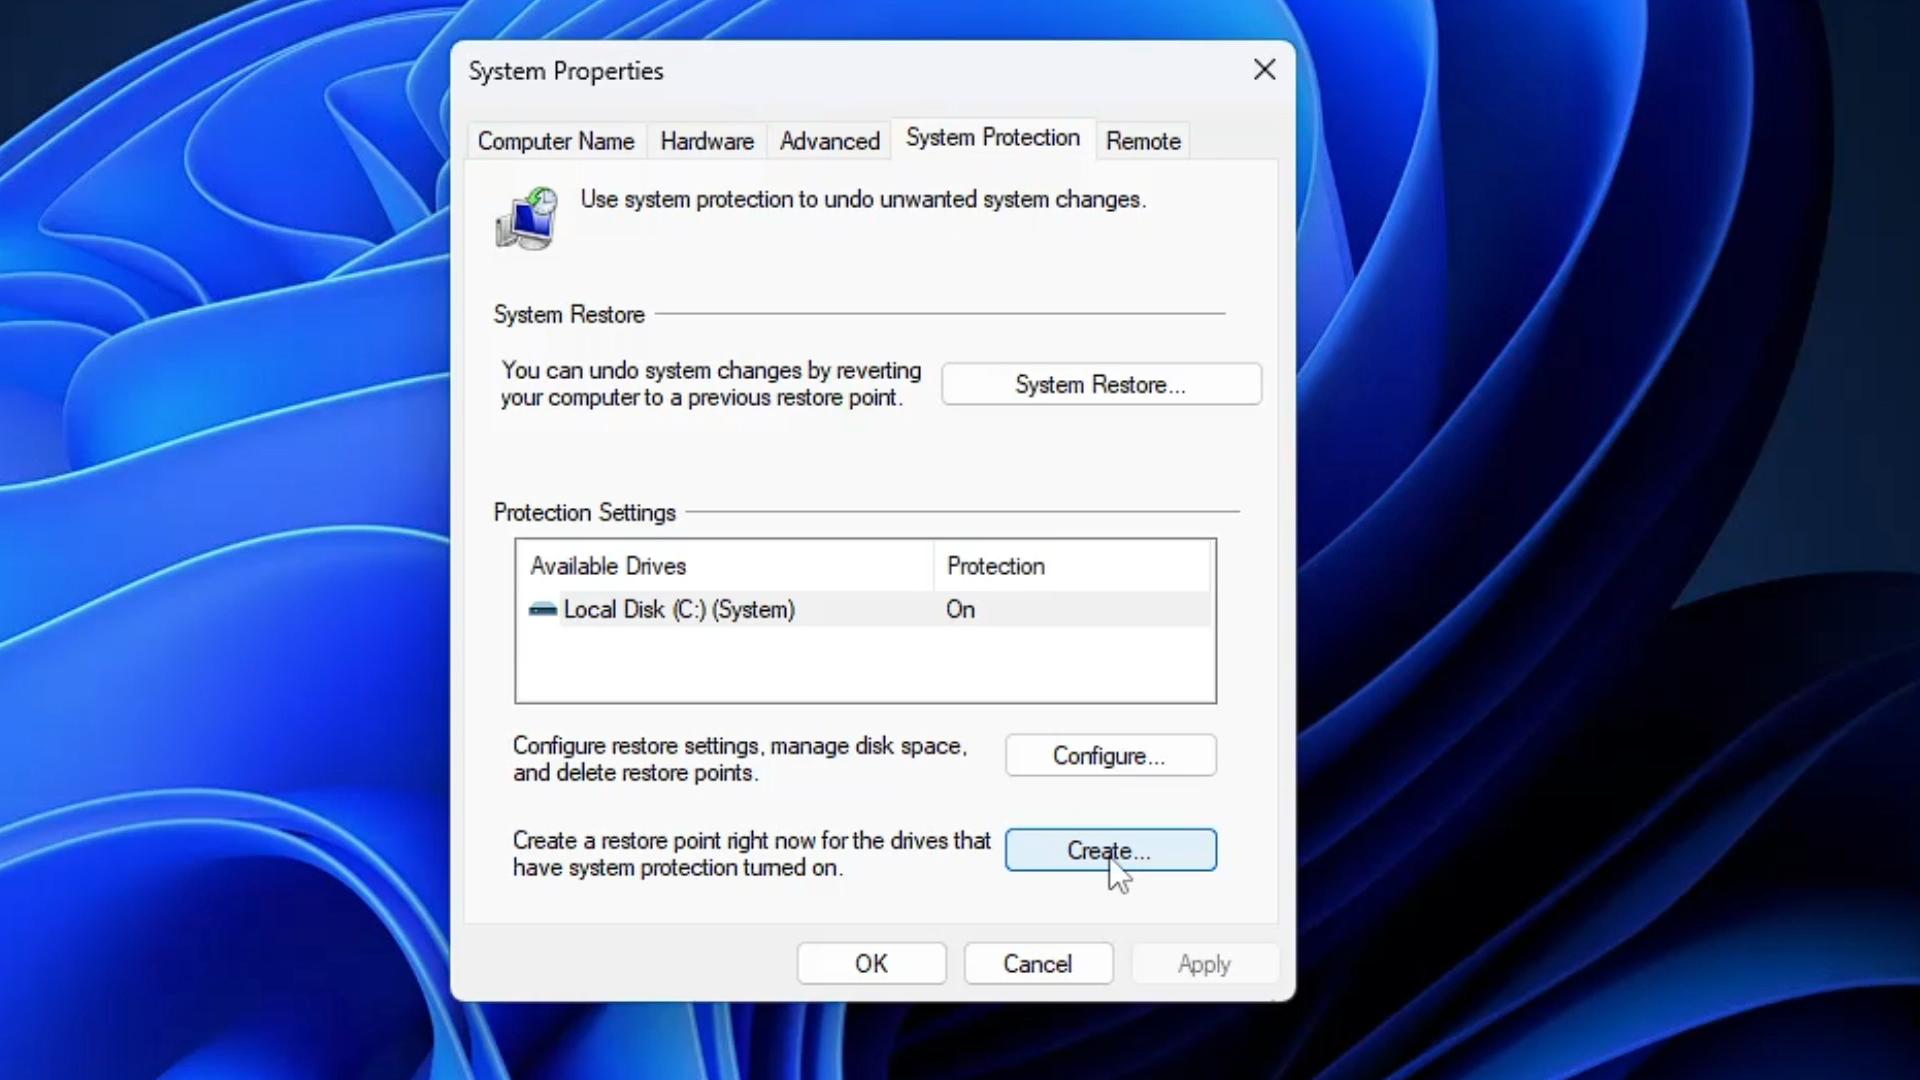 System Properties
Computer Name
Hardware
Advanced
System Protection
Remote
Use system protection to undo unwanted system changes.
System Restore
You can undo system changes by reverting
your computer to a previous restore point.
System Restore...
Protection Settings
Available Drives
Protection
Local Disk (C:) (System)
On
Configure restore settings, manage disk space,
and delete restore points.
Configure...
Create a restore point right now for the drives that
have system protection turned on.
Create...
OK
Cancel
Apply